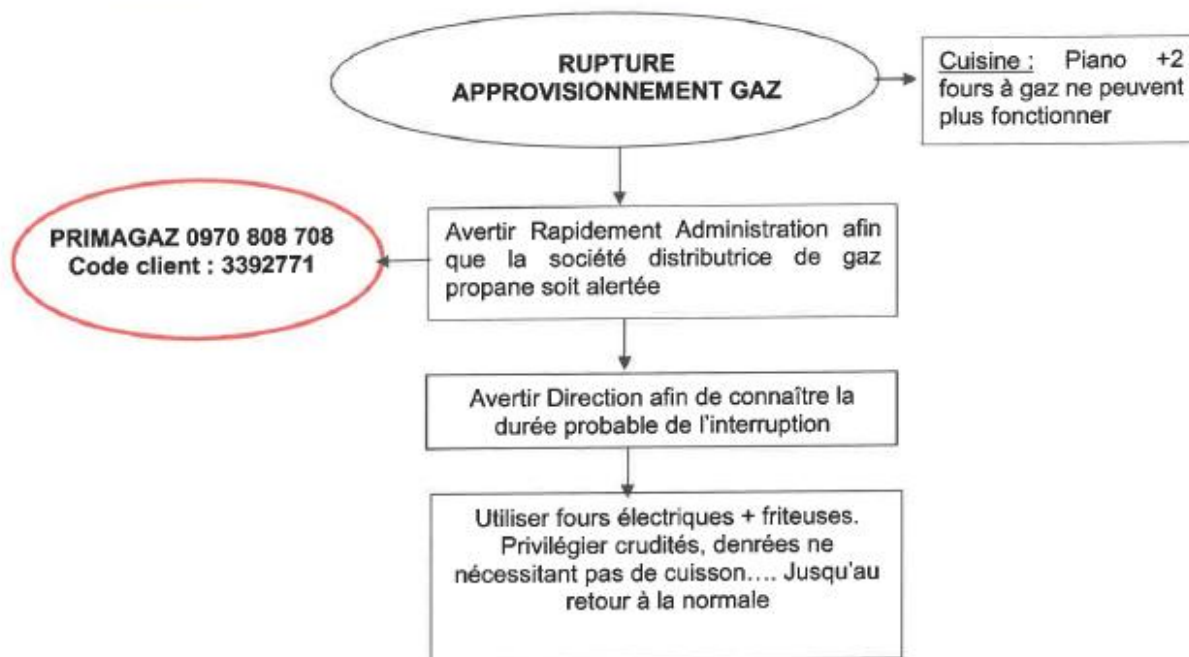 RUPTURE
APPROVISIONNEMENT GAZ
Cuisine : Piano +2
fours à gaz ne peuvent
plus fonctionner
PRIMAGAZ 0970 808 708
Code client : 3392771
Avertir Rapidement Administration afin
que la société distributrice de gaz
propane soit alertée
Avertir Direction afin de connaître la
durée probable de l'interruption
Utiliser fours électriques + friteuses.
Privilégier crudités, denrées ne
nécessitant pas de cuisson.... Jusqu'au
retour à la normale